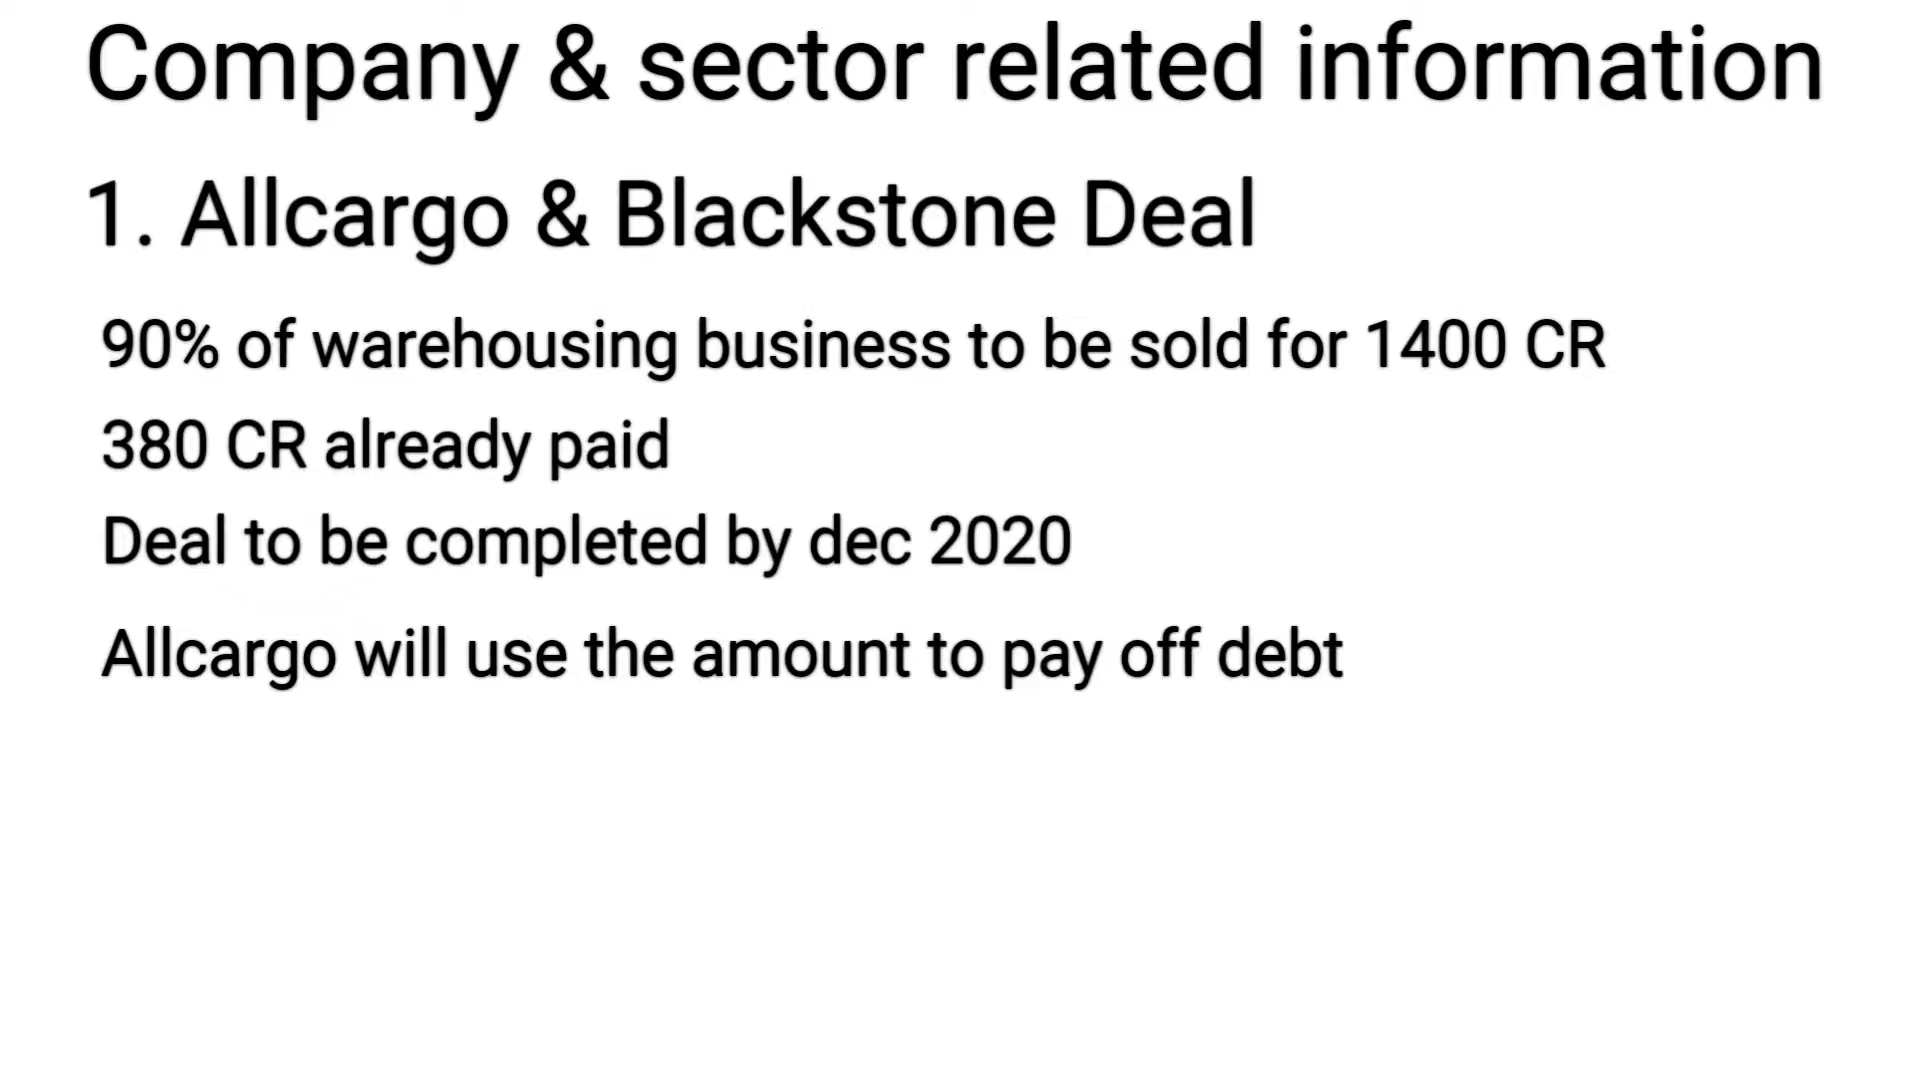 Company & sector related information
1. Allcargo & Blackstone Deal
90% of warehousing business to be sold for 1400 CR
380 CR already paid
Deal to be completed by dec 2020
Allcargo will use the amount to pay off debt